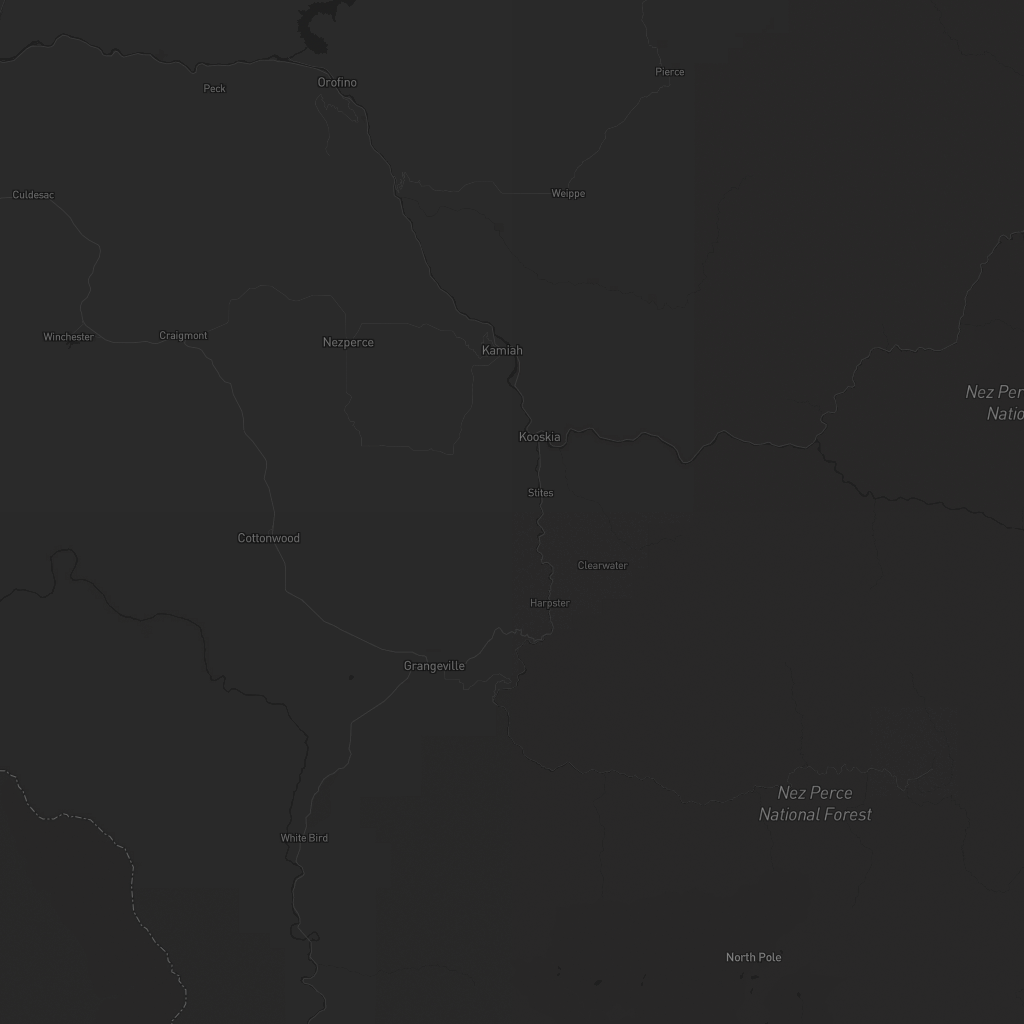 Pierce
Orofino
Peck
Weippe
Culdesac
Winchester
Craigmont
Nezperce
Kamiah
Nez Per
Natio
Kooskia
Stites
Cottonwood
Clearwater
Harpster
Grangeville
Nez Perce
National Forest
White Bird
North Pole